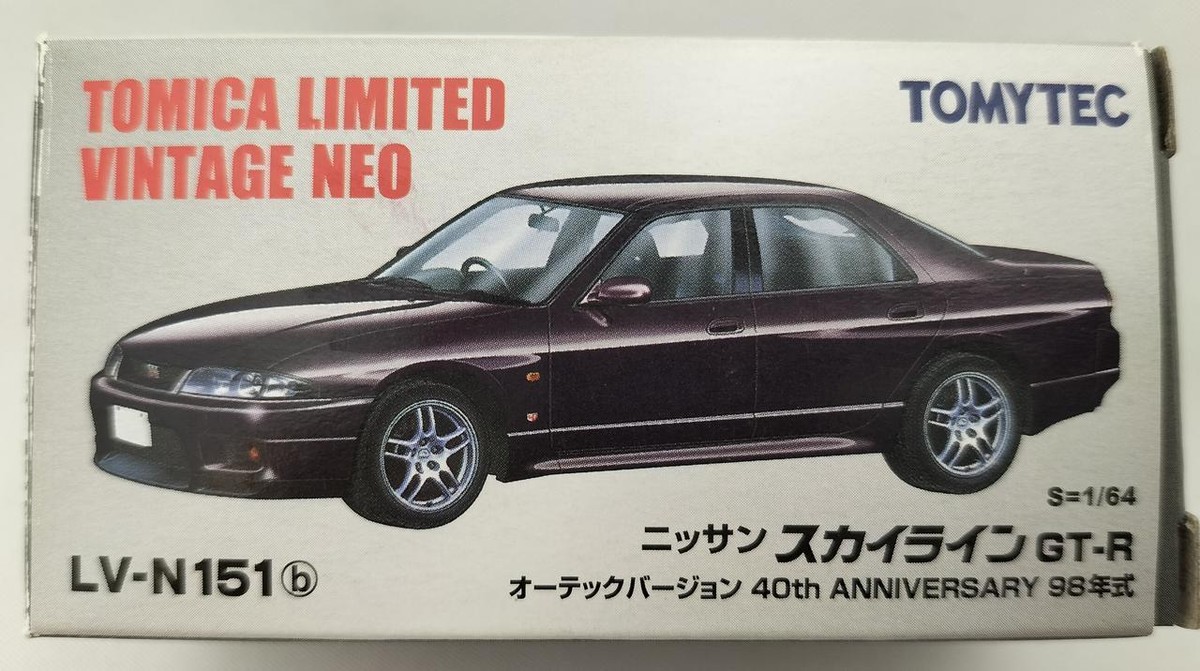 TOMICA LIMITED
VINTAGE NEO
TOMYTEC
S=1/64
ニッサン スカイライン GT-R
LV-N151ⓑ
オーテックバージョン 40th ANNIVERSARY 98年式